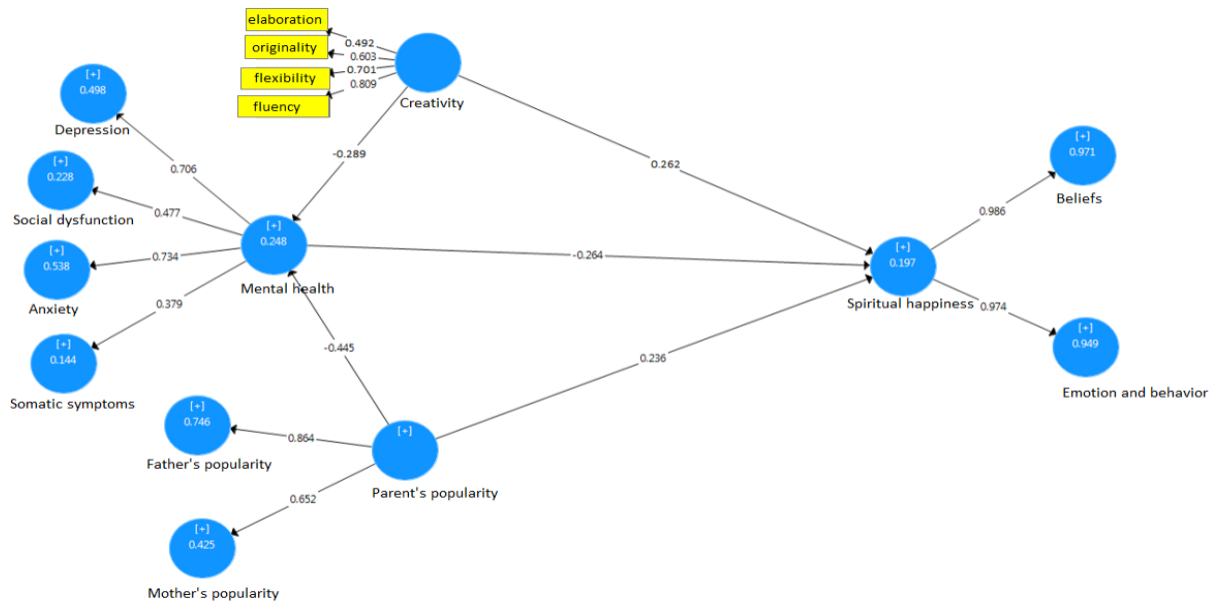 elaboration
originality
flexibility
fluency
0.492
0.603
0.701
0.809
Creativity
[+]
0.498
Depression
[+]
0.228
Social dysfunction
[+]
0.538
Anxiety
[+]
0.144
Somatic symptoms
0.706
0.477
0.734
0.379
[+]
0.248
Mental health
-0.289
0.262
-0.264
-0.445
0.236
[+]
0.746
Father's popularity
[+]
0.425
Mother's popularity
0.864
0.652
[+]
Parent's popularity
[+]
0.197
Spiritual happiness
0.986
0.974
[+]
0.971
Beliefs
[+]
0.949
Emotion and behavior